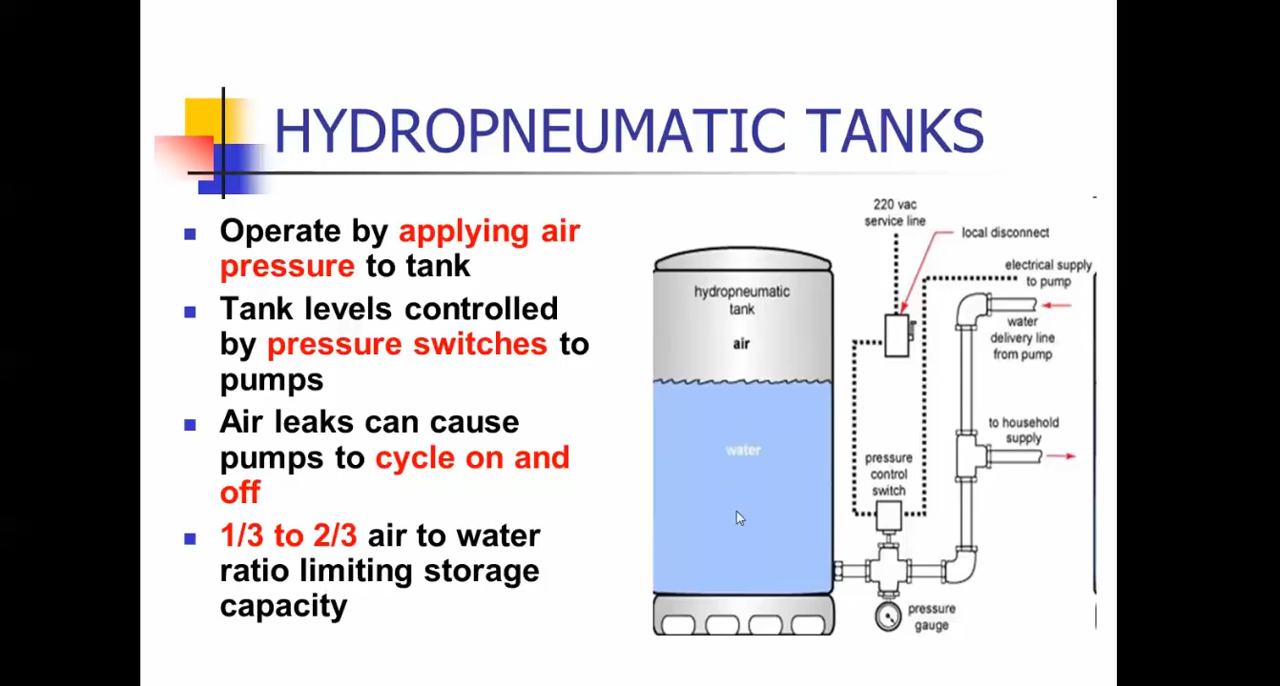 HYDROPNEUMATIC TANKS
Operate by applying air
pressure to tank
Tank levels controlled
by pressure switches to
pumps
Air leaks can cause
pumps to cycle on and
off
1/3 to 2/3 air to water
ratio limiting storage
capacity
220 vac
service line
local disconnect
electrical supply
to pump
hydropneumatic
tank
air
water
delivery line
from pump
to household
supply
water
pressure
control
switch
pressure
gauge